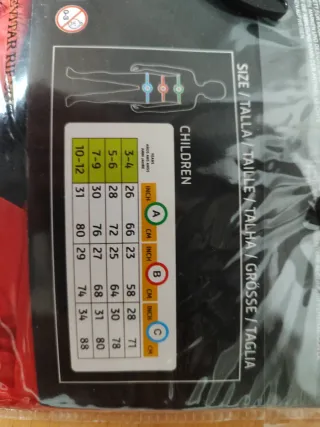 SIZE / TALLA / TAILLE / TALHA / GRÖSSE / TAGLIA
CHILDREN
A B C
INCH CM INCH CM INCH CM
3-4 26 66 23 58 28 71
5-6 28 72 25 64 30 78
7-9 30 76 27 68 31 80
10-12 31 80 29 74 34 88
0-3